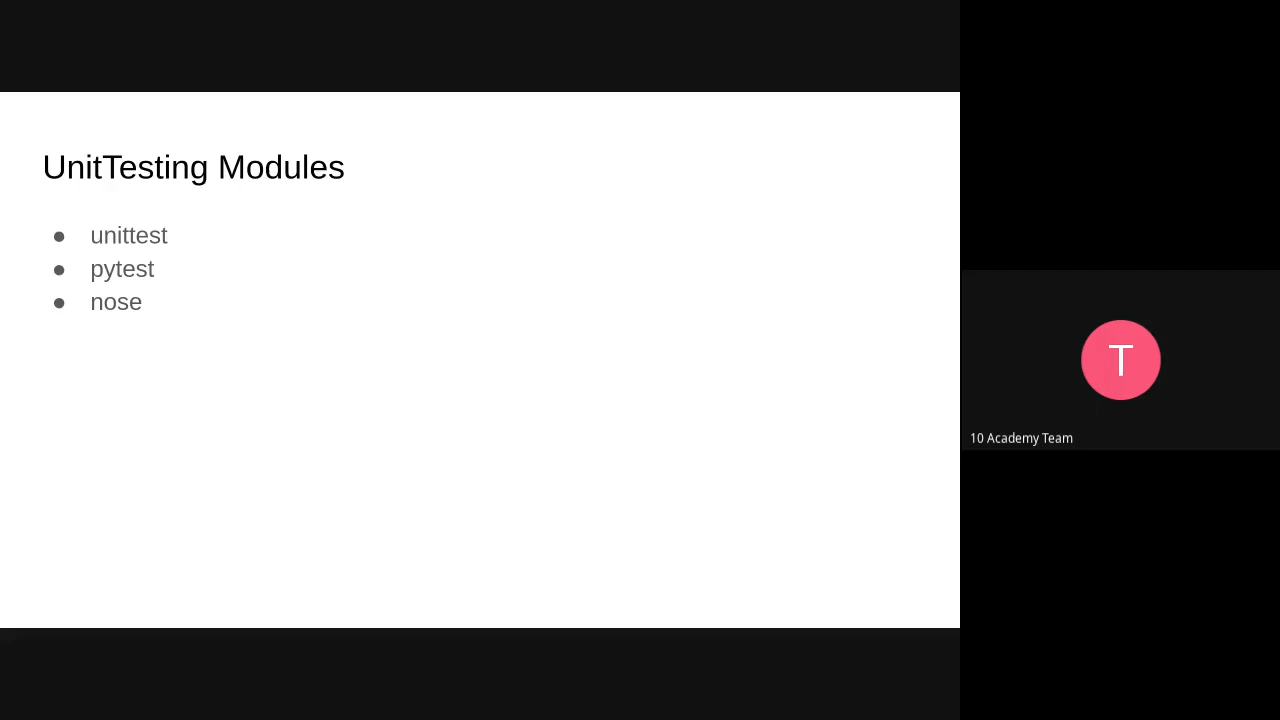 UnitTesting Modules
● unittest
● pytest
● nose
T
10 Academy Team